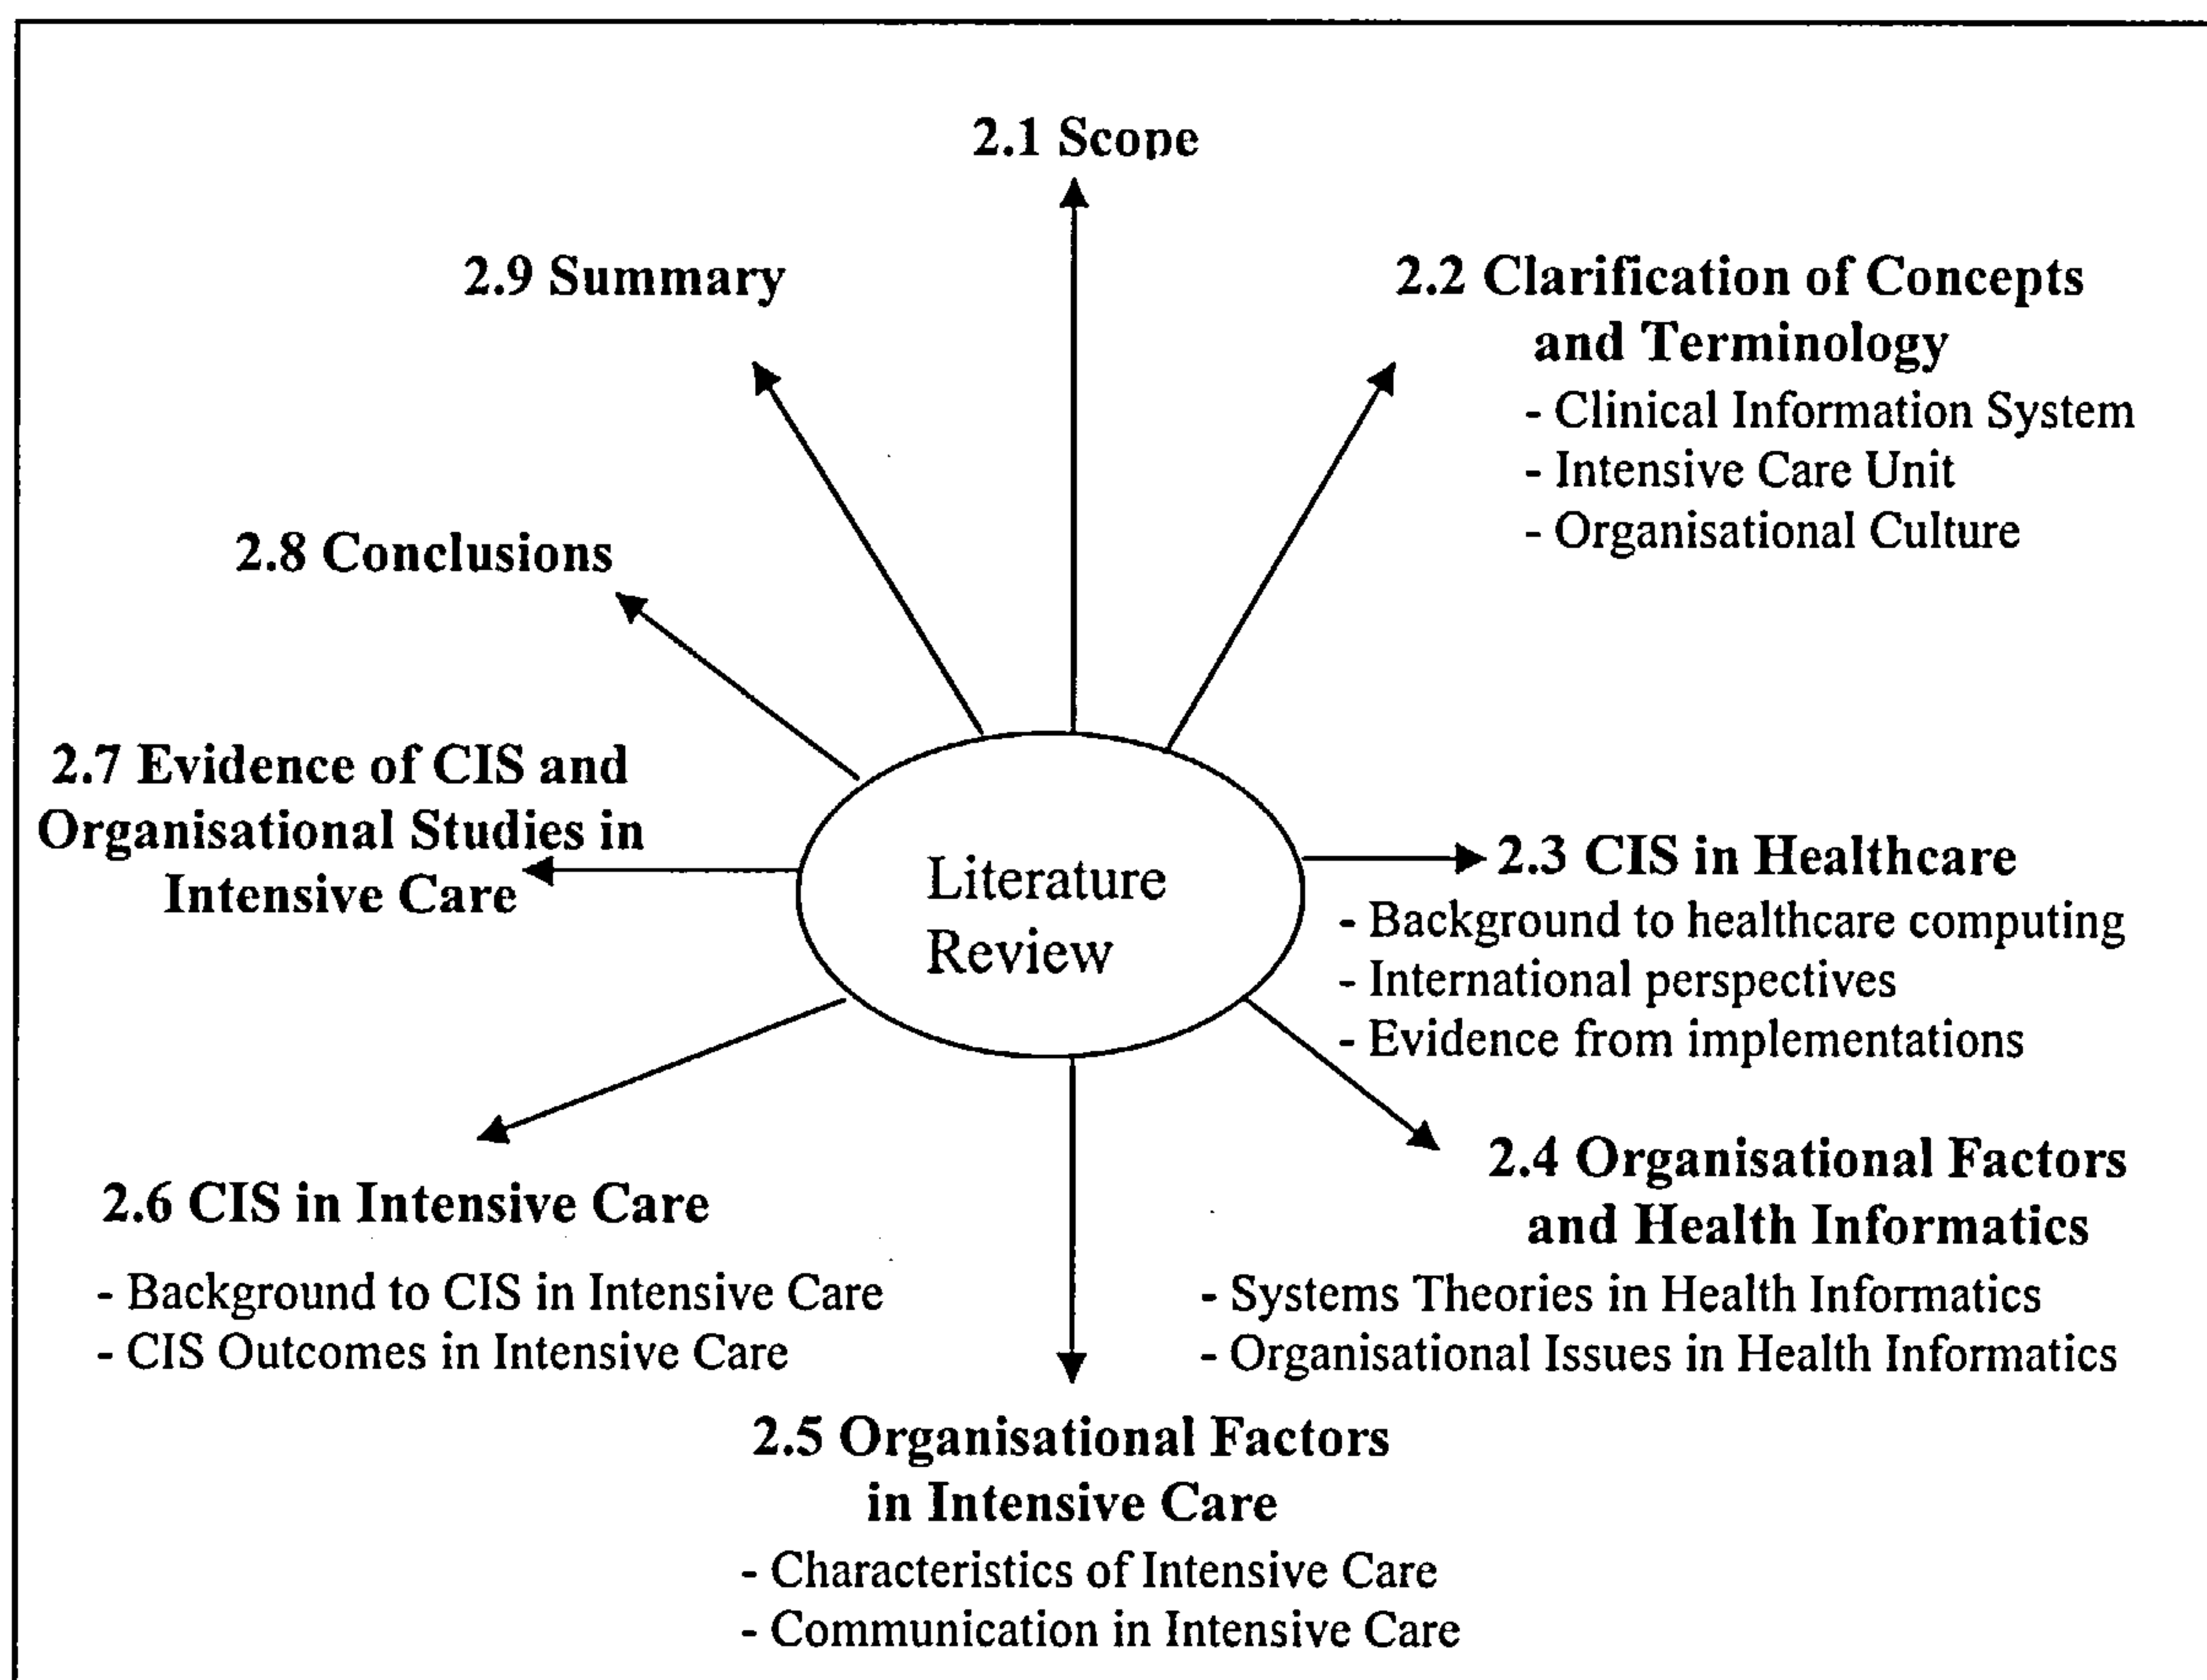 2.1 Scope
2.2 Clarification of Concepts
and Terminology
- Clinical Information System
- Intensive Care Unit
- Organisational Culture
2.3 CIS in Healthcare
- Background to healthcare computing
- International perspectives
- Evidence from implementations
2.4 Organisational Factors
and Health Informatics
- Systems Theories in Health Informatics
- Organisational Issues in Health Informatics
2.5 Organisational Factors
in Intensive Care
- Characteristics of Intensive Care
- Communication in Intensive Care
2.6 CIS in Intensive Care
- Background to CIS in Intensive Care
- CIS Outcomes in Intensive Care
2.7 Evidence of CIS and
Organisational Studies in
Intensive Care
2.8 Conclusions
2.9 Summary
Literature
Review